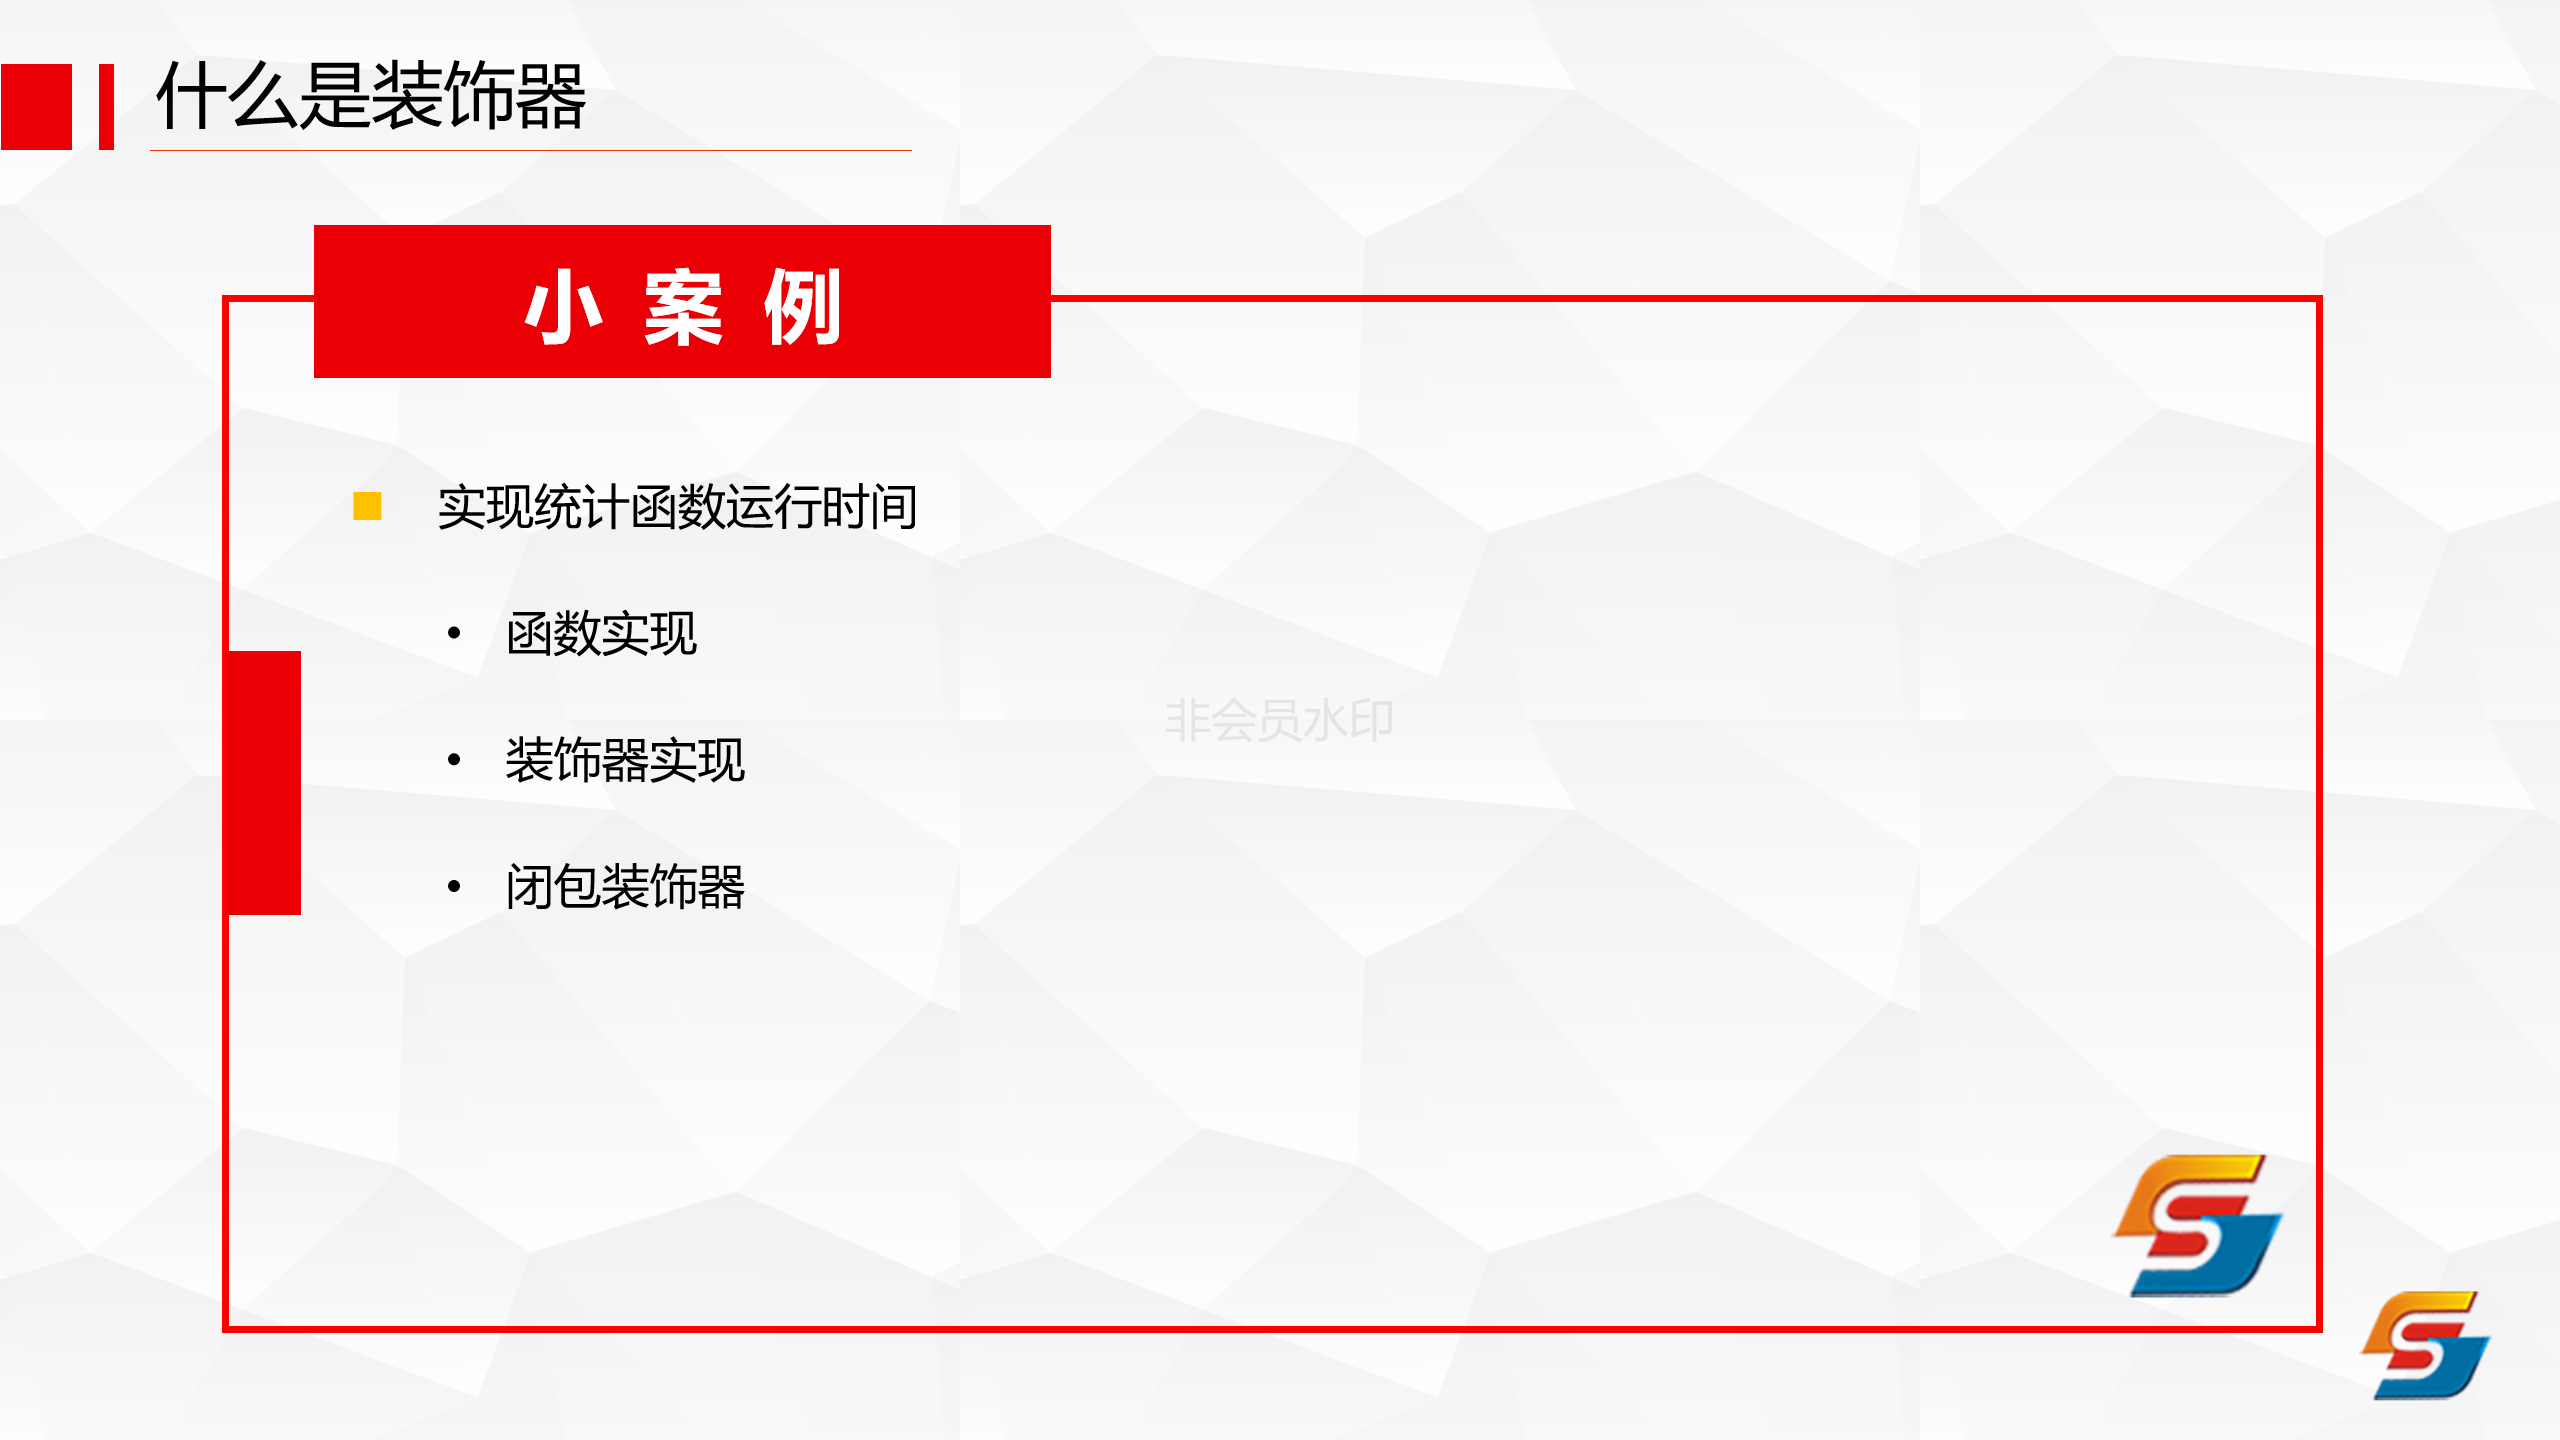 什么是装饰器
小 案 例
实现统计函数运行时间
• 函数实现
• 装饰器实现
• 闭包装饰器
非会员水印